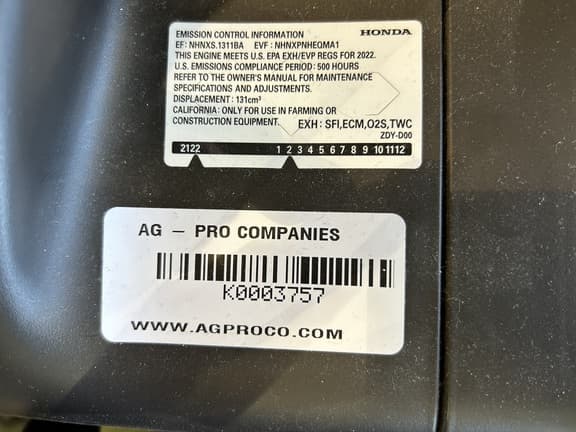 EMISSION CONTROL INFORMATION HONDA
EF: NHNXS.1311BA EVF: NHNXPNHEQMA1
THIS ENGINE MEETS U.S. EPA EXH/EVP REGS FOR 2022.
U.S. EMISSIONS COMPLIANCE PERIOD: 500 HOURS
REFER TO THE OWNER'S MANUAL FOR MAINTENANCE
SPECIFICATIONS AND ADJUSTMENTS.
DISPLACEMENT: 131cm³
CALIFORNIA: ONLY FOR USE IN FARMING OR
CONSTRUCTION EQUIPMENT. EXH: SFI,ECM,O2S,TWC
ZDY-D00
2122 1 2 3 4 5 6 7 8 9 10 11 12
AG – PRO COMPANIES
K0003757
WWW.AGPROCO.COM